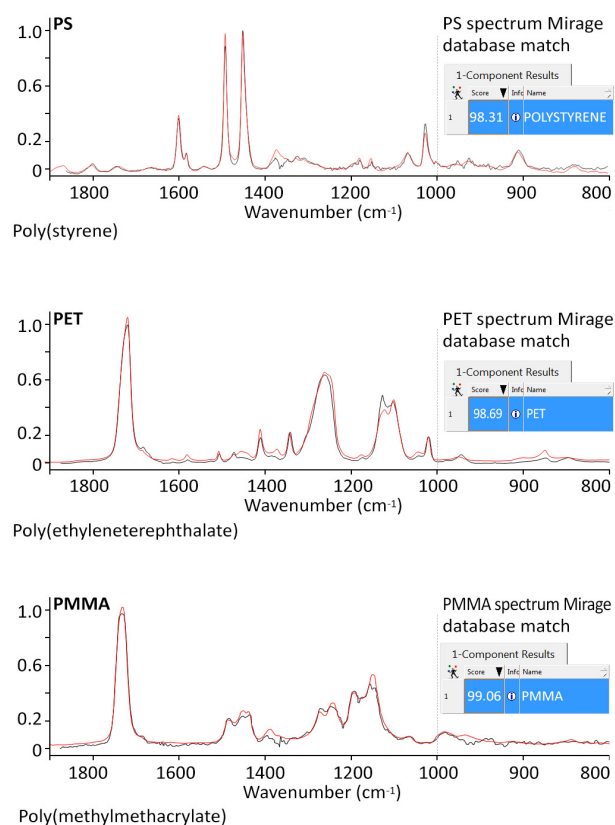 PS
PS spectrum Mirage
database match
1-Component Results
Score Info Name
1 98.31 POLYSTYRENE
1.0
0.6
0.2
0
1800 1600 1400 1200 1000 900 800
Wavenumber (cm-1)
Poly(styrene)
PET
PET spectrum Mirage
database match
1-Component Results
Score Info Name
1 98.69 PET
1.0
0.6
0.2
0
1800 1600 1400 1200 1000 900 800
Wavenumber (cm-1)
Poly(ethyleneterephthalate)
PMMA
PMMA spectrum Mirage
database match
1-Component Results
Score Info Name
1 99.06 PMMA
1.0
0.6
0.2
0
1800 1600 1400 1200 1000 900 800
Wavenumber (cm-1)
Poly(methylmethacrylate)